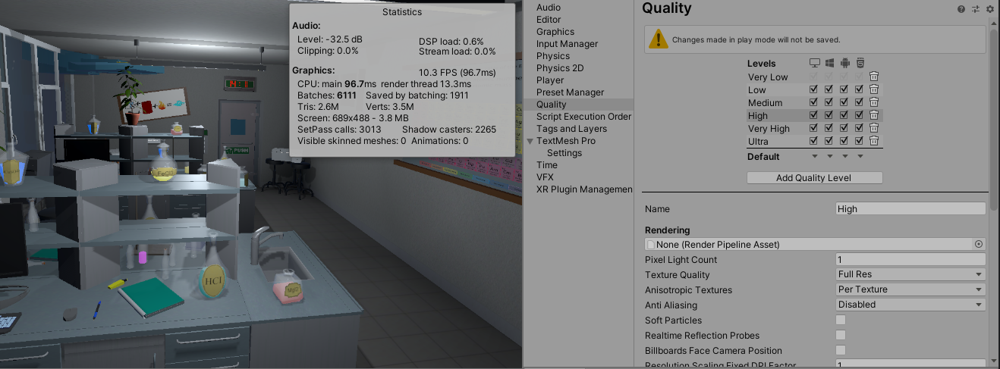 Statistics
Audio:
Level: -32.5 dB
DSP load: 0.6%
Clipping: 0.0%
Stream load: 0.0%
Graphics:
10.3 FPS (96.7ms)
CPU: main 96.7ms render thread 13.3ms
Batches: 6111 Saved by batching: 1911
Tris: 2.6M Verts: 3.5M
Screen: 689x488 - 3.8 MB
SetPass calls: 3013 Shadow casters: 2265
Visible skinned meshes: 0 Animations: 0
PUSH
HCl
Audio
Editor
Graphics
Input Manager
Physics
Physics 2D
Player
Preset Manager
Quality
Script Execution Order
Tags and Layers
TextMesh Pro
Settings
Time
VFX
XR Plugin Managemen
Quality
Changes made in play mode will not be saved.
Levels
Very Low
Low
Medium
High
Very High
Ultra
Default
Add Quality Level
Name High
Rendering
None (Render Pipeline Asset)
Pixel Light Count 1
Texture Quality Full Res
Anisotropic Textures Per Texture
Anti Aliasing Disabled
Soft Particles
Realtime Reflection Probes
Billboards Face Camera Position
Resolution Scaling Fixed DPI Factor 1